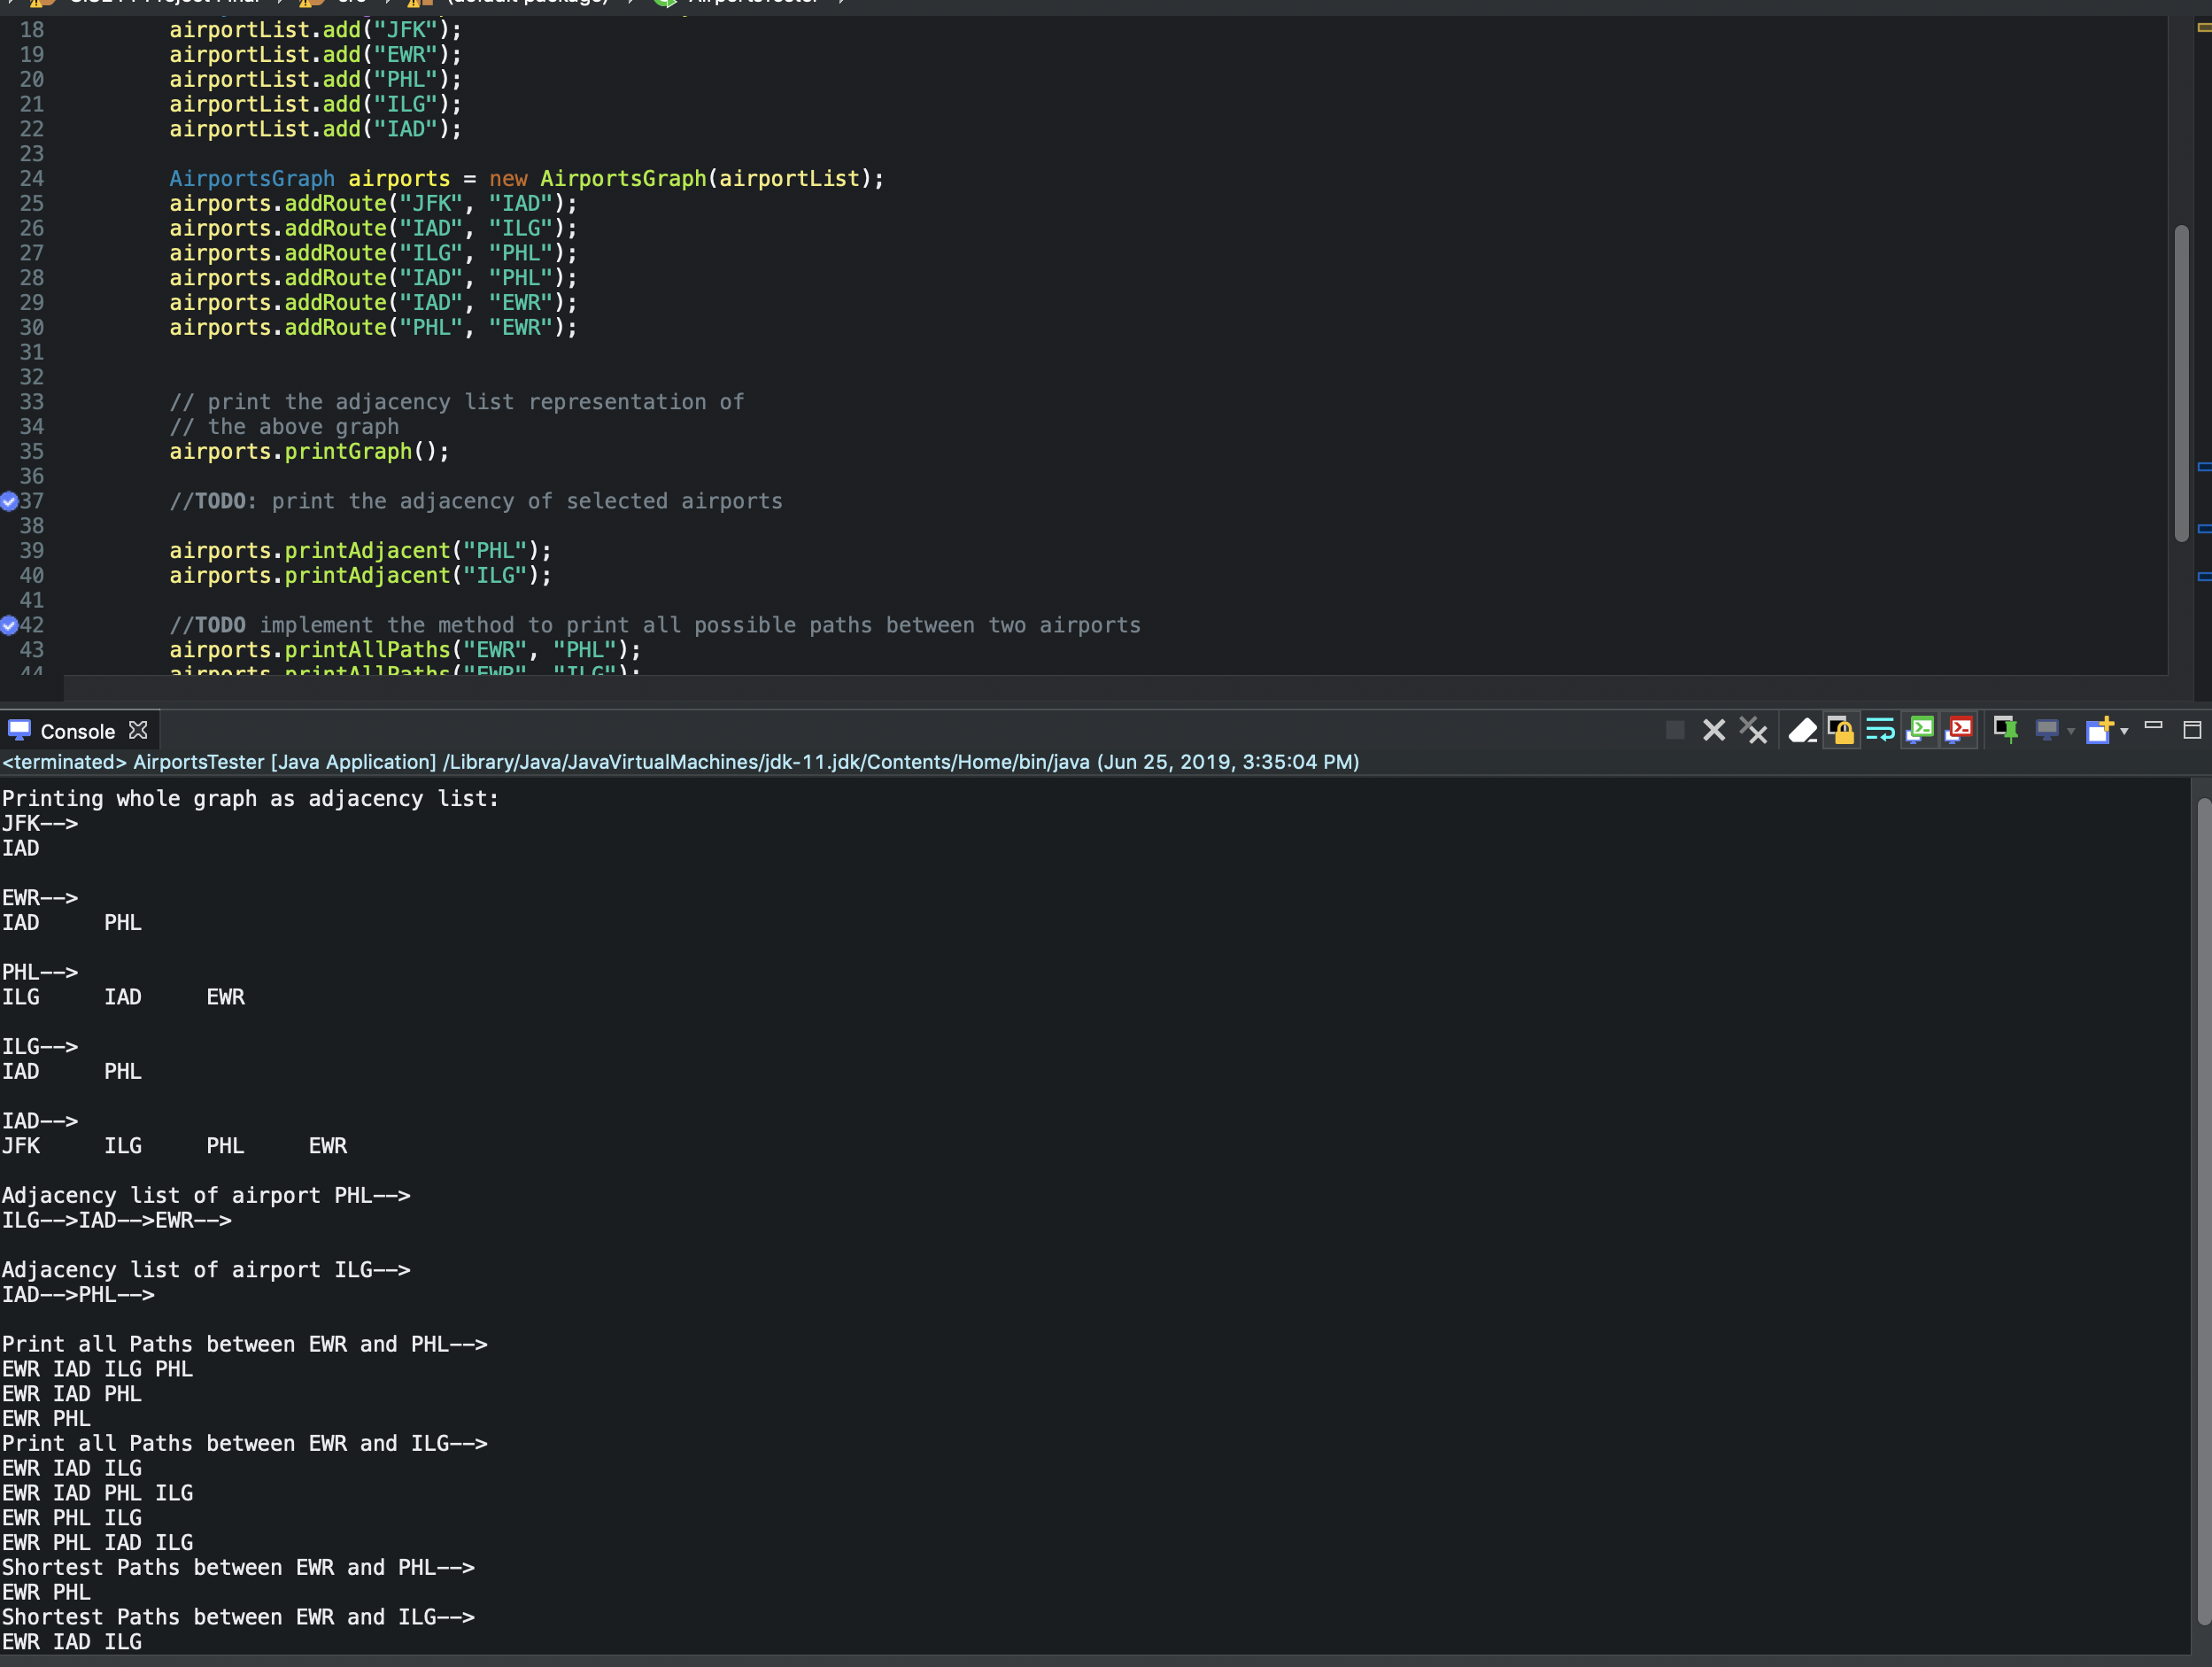 18 airportList.add("JFK");
19 airportList.add("EWR");
20 airportList.add("PHL");
21 airportList.add("ILG");
22 airportList.add("IAD");
23
24 AirportsGraph airports = new AirportsGraph(airportList);
25 airports.addRoute("JFK", "IAD");
26 airports.addRoute("IAD", "ILG");
27 airports.addRoute("ILG", "PHL");
28 airports.addRoute("IAD", "PHL");
29 airports.addRoute("IAD", "EWR");
30 airports.addRoute("PHL", "EWR");
31
32
33 // print the adjacency list representation of
34 // the above graph
35 airports.printGraph();
36
37 //TODO: print the adjacency of selected airports
38
39 airports.printAdjacent("PHL");
40 airports.printAdjacent("ILG");
41
42 //TODO implement the method to print all possible paths between two airports
43 airports.printAllPaths("EWR", "PHL");
44 airports.printAllPaths("EWR", "ILG");
Console
<terminated> AirportsTester [Java Application] /Library/Java/JavaVirtualMachines/jdk-11.jdk/Contents/Home/bin/java (Jun 25, 2019, 3:35:04 PM)
Printing whole graph as adjacency list:
JFK-->
IAD
EWR-->
IAD PHL
PHL-->
ILG IAD EWR
ILG-->
IAD PHL
IAD-->
JFK ILG PHL EWR
Adjacency list of airport PHL-->
ILG-->IAD-->EWR-->
Adjacency list of airport ILG-->
IAD-->PHL-->
Print all Paths between EWR and PHL-->
EWR IAD ILG PHL
EWR IAD PHL
EWR PHL
Print all Paths between EWR and ILG-->
EWR IAD ILG
EWR IAD PHL ILG
EWR PHL ILG
EWR PHL IAD ILG
Shortest Paths between EWR and PHL-->
EWR PHL
Shortest Paths between EWR and ILG-->
EWR IAD ILG